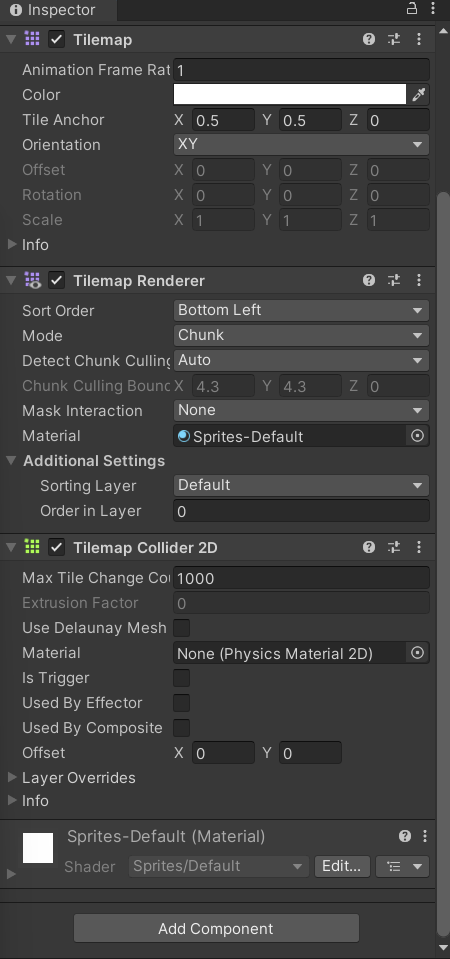 Inspector
Tilemap
Animation Frame Rat 1
Color
Tile Anchor X 0.5 Y 0.5 Z 0
Orientation XY
Offset X 0 Y 0 Z 0
Rotation X 0 Y 0 Z 0
Scale X 1 Y 1 Z 1
Info
Tilemap Renderer
Sort Order Bottom Left
Mode Chunk
Detect Chunk Culling Auto
Chunk Culling Bounc X 4.3 Y 4.3 Z 0
Mask Interaction None
Material Sprites-Default
Additional Settings
Sorting Layer Default
Order in Layer 0
Tilemap Collider 2D
Max Tile Change Cou 1000
Extrusion Factor 0
Use Delaunay Mesh
Material None (Physics Material 2D)
Is Trigger
Used By Effector
Used By Composite
Offset X 0 Y 0
Layer Overrides
Info
Sprites-Default (Material)
Shader Sprites/Default Edit...
Add Component